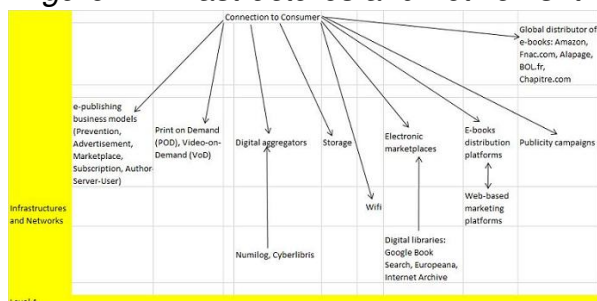 Connection to Consumer
Global distributor of
e-books: Amazon,
Fnac.com, Alapage,
BOL.fr,
Chapitre.com
e-publishing
business models
(Prevention,
Advertisement,
Marketplace,
Subscription, Author-
Server-User)
Print on Demand
(POD), Video-on-
Demand (VoD)
Digital aggregators
Storage
Electronic
marketplaces
E-books
distribution
platforms
Publicity campaigns
Infrastructures
and Networks
Wifi
Web-based
marketing
platforms
Numilog, Cyberlibris
Digital libraries:
Google Book
Search, Europeana,
Internet Archive